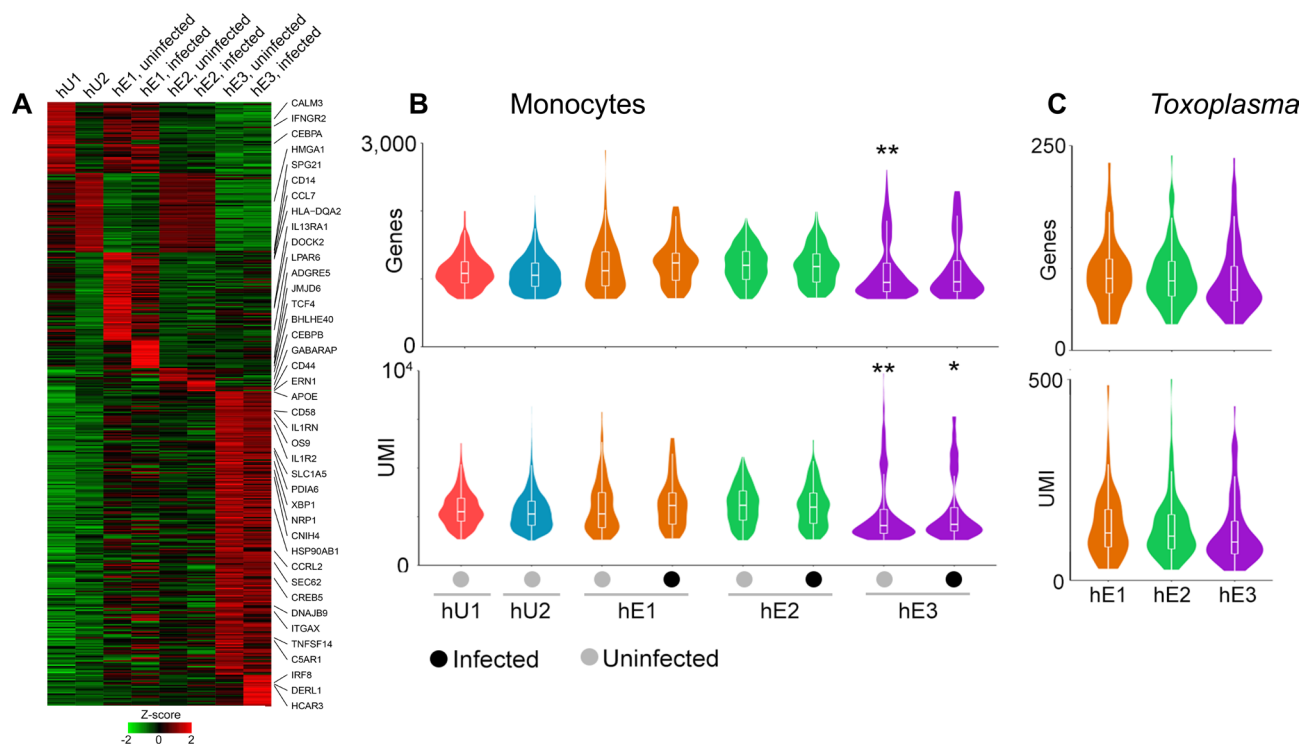 A
hU1
hU2
hE1, uninfected
hE1, infected
hE2, uninfected
hE2, infected
hE3, uninfected
hE3, infected
CALM3
IFNGR2
CEBPA
HMGA1
SPG21
CD14
CCL7
HLA−DQA2
IL13RA1
DOCK2
LPAR6
ADGRE5
JMJD6
TCF4
BHLHE40
CEBPB
GABARAP
CD44
ERN1
APOE
CD58
IL1RN
OS9
IL1R2
SLC1A5
PDIA6
XBP1
NRP1
CNIH4
HSP90AB1
CCRL2
SEC62
CREB5
DNAJB9
ITGAX
TNFSF14
C5AR1
IRF8
DERL1
HCAR3
Z-score
-2 0 2
B Monocytes
3,000
Genes
0
**
10⁴
UMI
0
** *
hU1 hU2 hE1 hE2 hE3
Infected Uninfected
C Toxoplasma
250
Genes
0
500
UMI
0
hE1 hE2 hE3